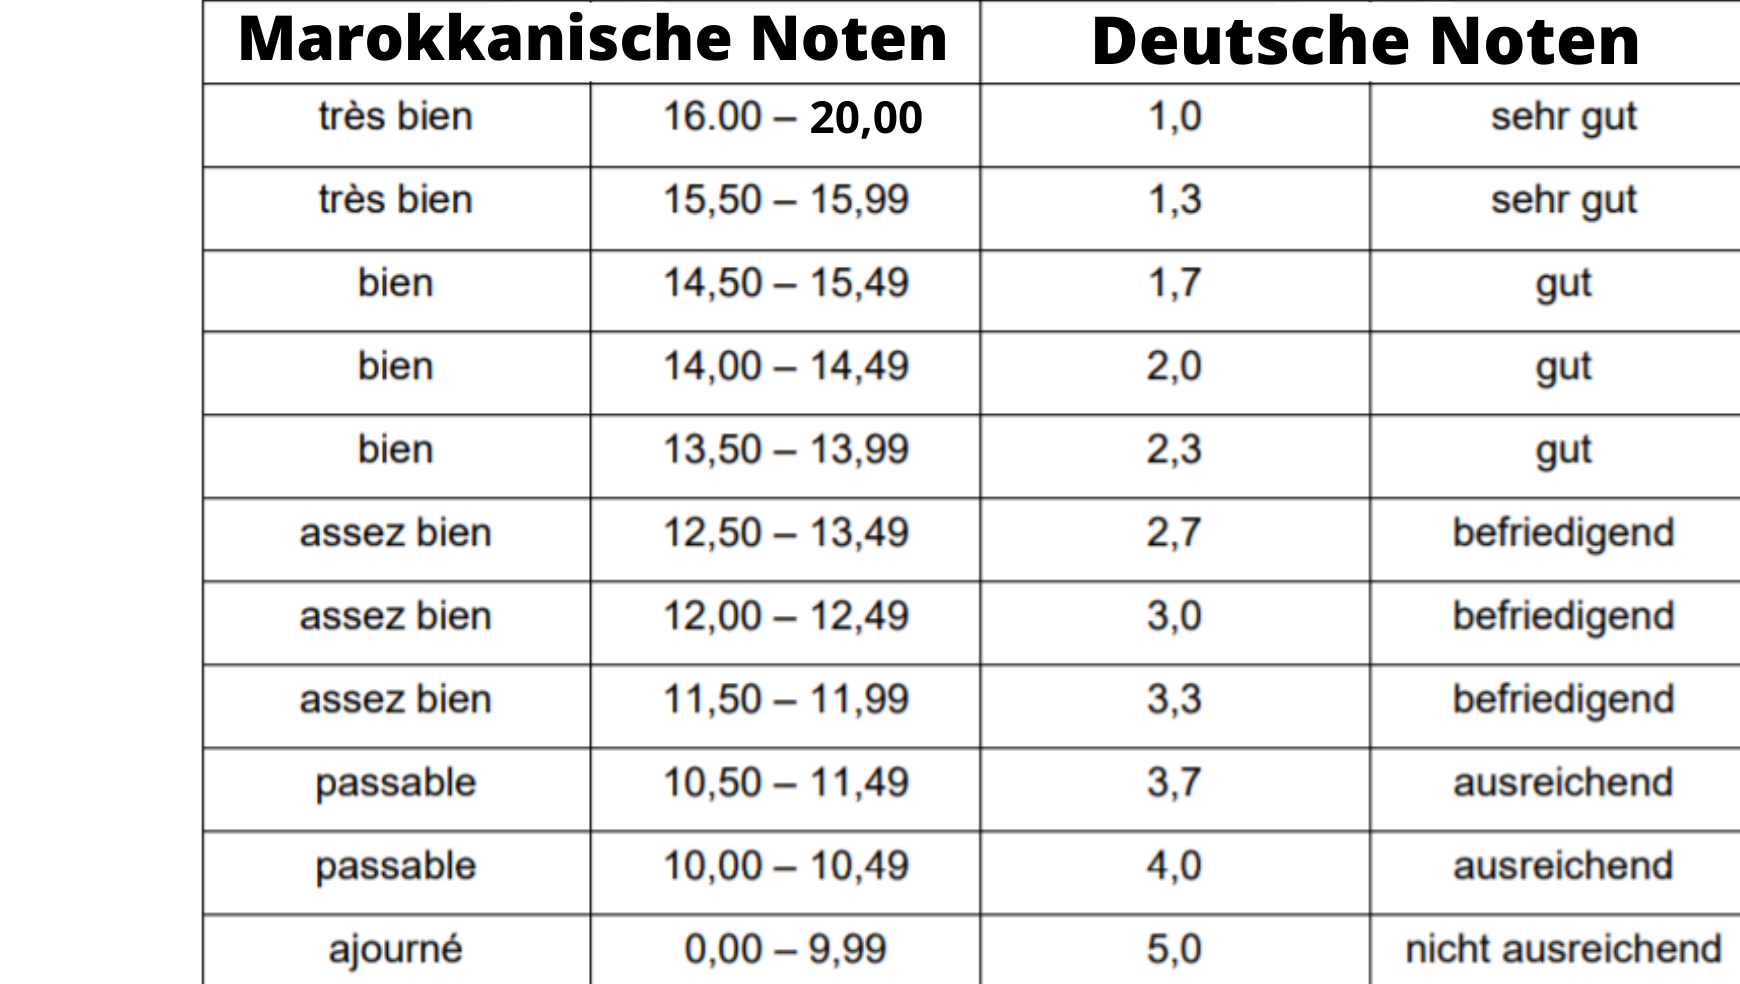 Marokkanische Noten Deutsche Noten
très bien 16.00 – 20,00 1,0 sehr gut
très bien 15,50 – 15,99 1,3 sehr gut
bien 14,50 – 15,49 1,7 gut
bien 14,00 – 14,49 2,0 gut
bien 13,50 – 13,99 2,3 gut
assez bien 12,50 – 13,49 2,7 befriedigend
assez bien 12,00 – 12,49 3,0 befriedigend
assez bien 11,50 – 11,99 3,3 befriedigend
passable 10,50 – 11,49 3,7 ausreichend
passable 10,00 – 10,49 4,0 ausreichend
ajourné 0,00 – 9,99 5,0 nicht ausreichend